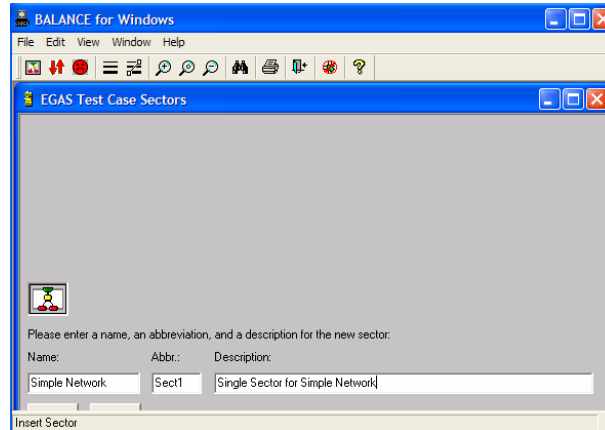 BALANCE for Windows
File Edit View Window Help
EGAS Test Case Sectors
Please enter a name, an abbreviation, and a description for the new sector:
Name: Abbr.: Description:
Simple Network Sect1 Single Sector for Simple Network
Insert Sector